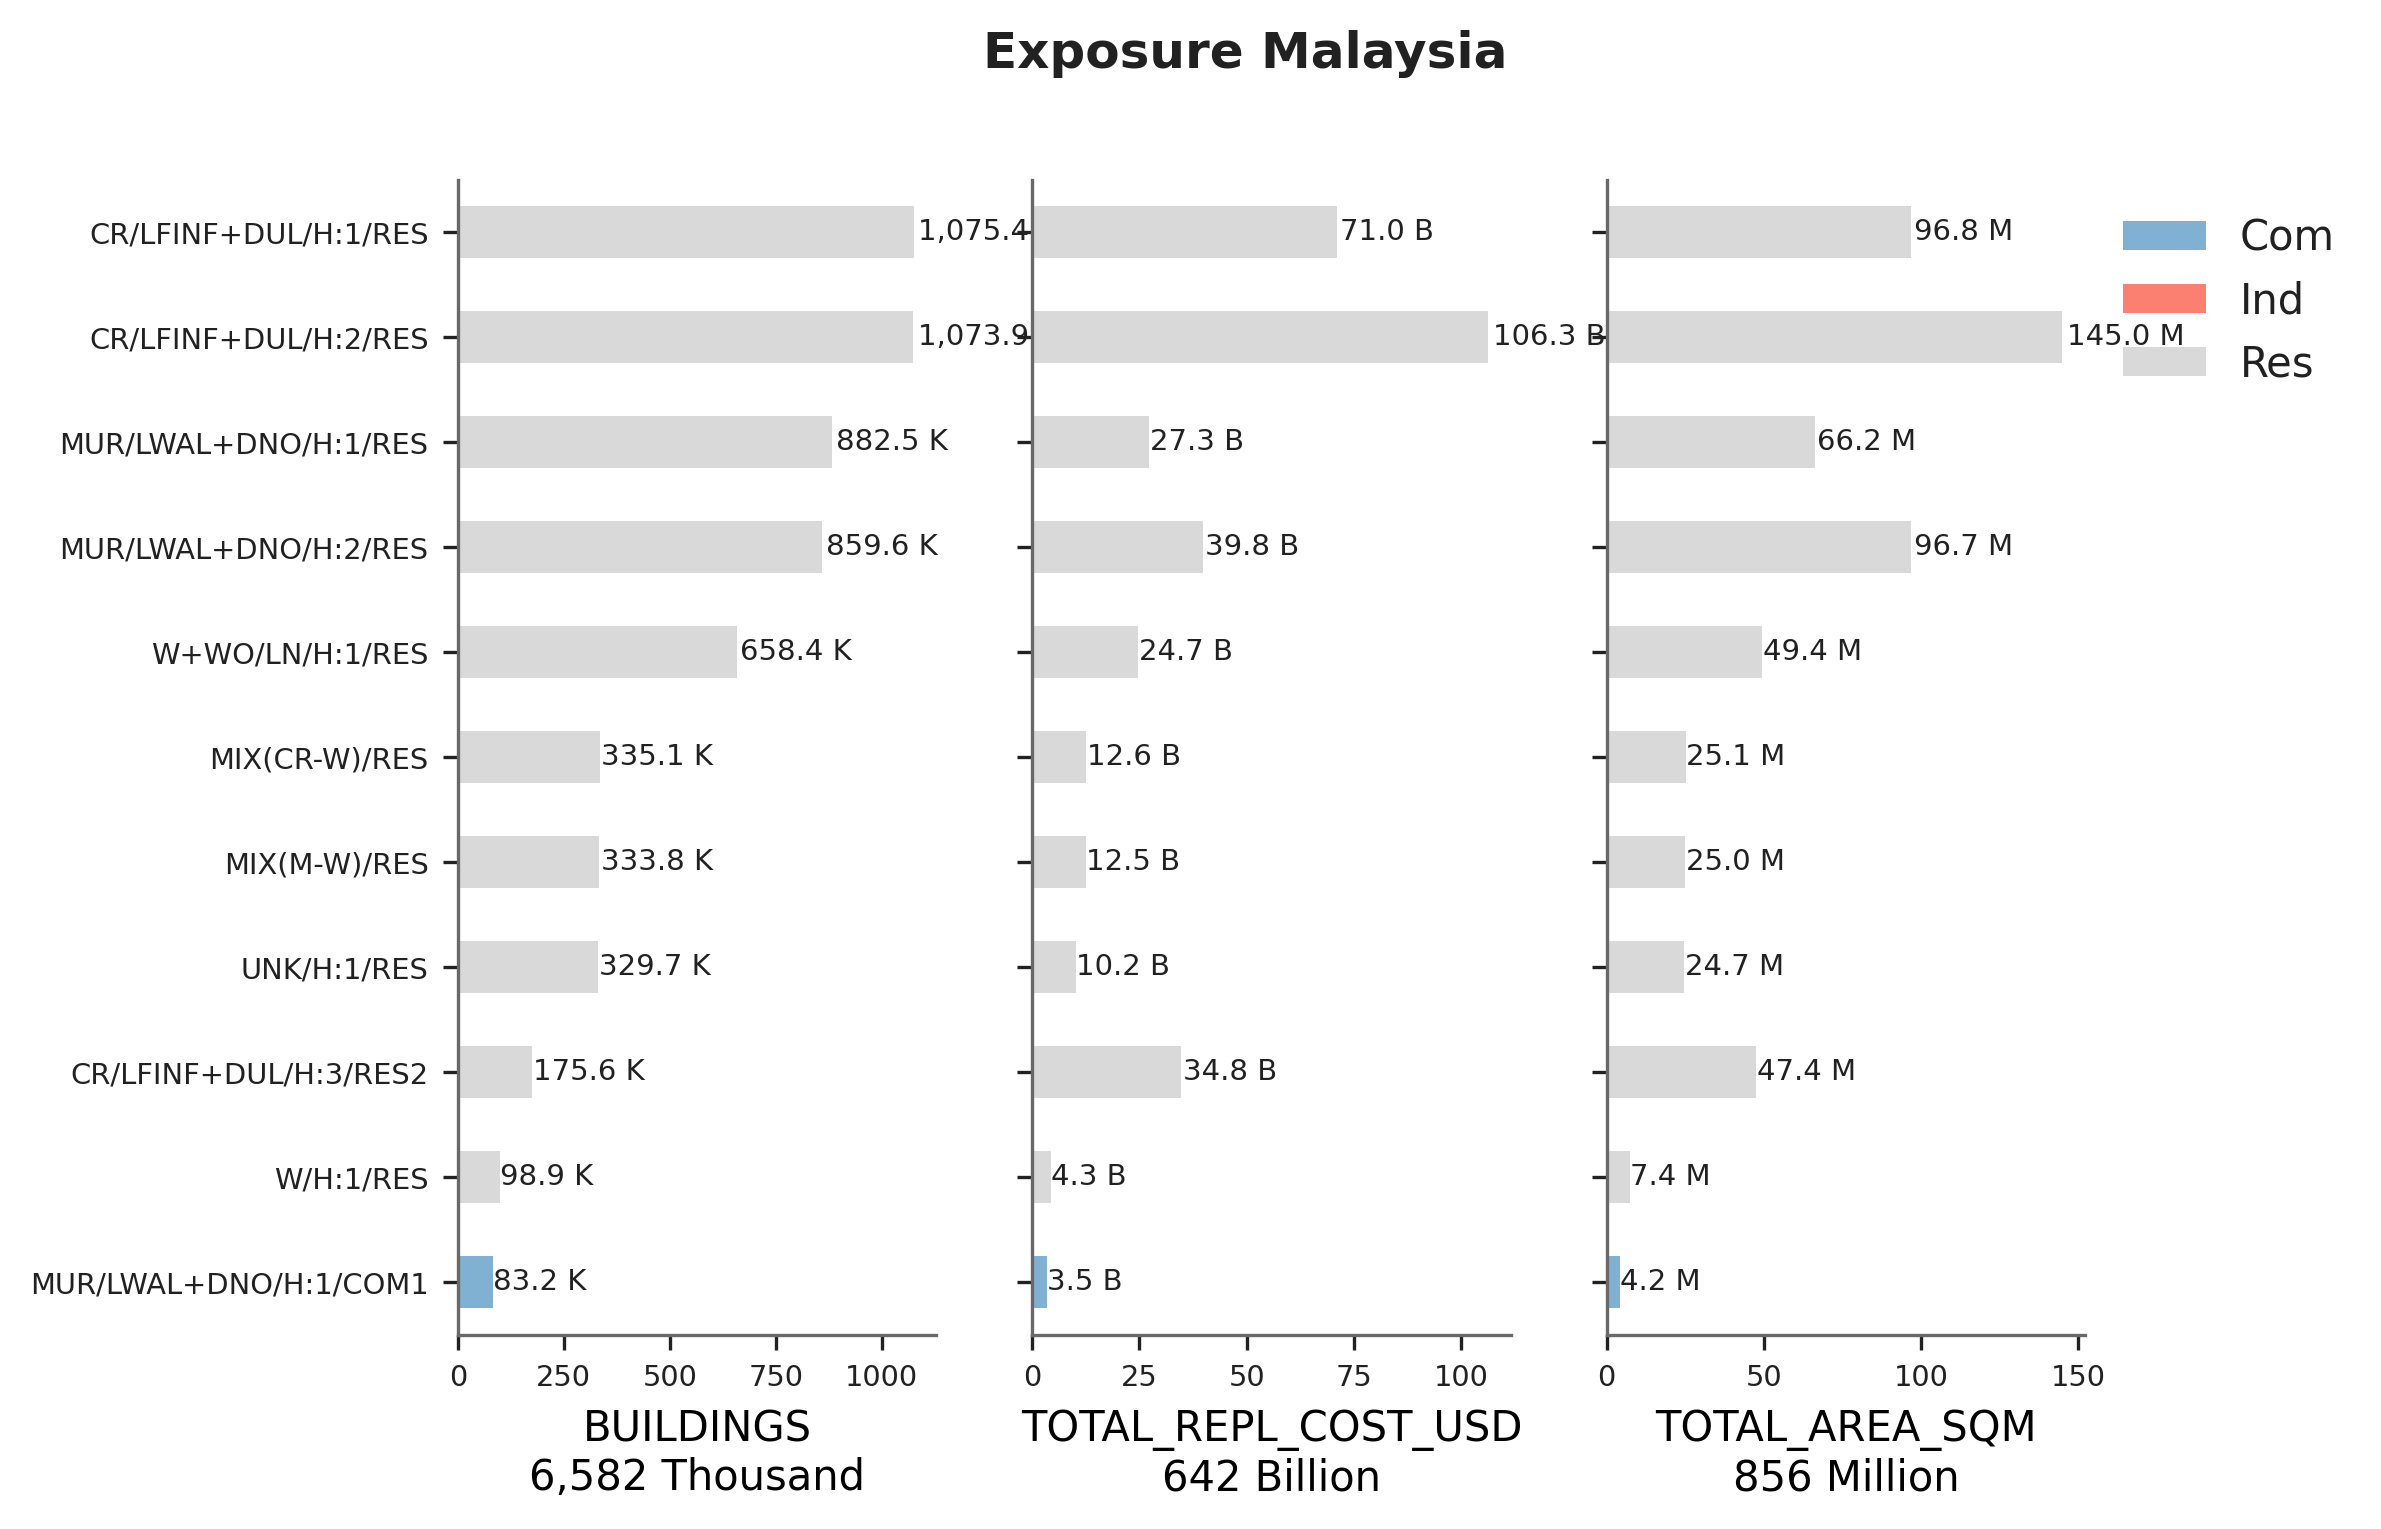 Exposure Malaysia
CR/LFINF+DUL/H:1/RES 1,075.4 71.0 B 96.8 M
CR/LFINF+DUL/H:2/RES 1,073.9 106.3 B 145.0 M
MUR/LWAL+DNO/H:1/RES 882.5 K 27.3 B 66.2 M
MUR/LWAL+DNO/H:2/RES 859.6 K 39.8 B 96.7 M
W+WO/LN/H:1/RES 658.4 K 24.7 B 49.4 M
MIX(CR-W)/RES 335.1 K 12.6 B 25.1 M
MIX(M-W)/RES 333.8 K 12.5 B 25.0 M
UNK/H:1/RES 329.7 K 10.2 B 24.7 M
CR/LFINF+DUL/H:3/RES2 175.6 K 34.8 B 47.4 M
W/H:1/RES 98.9 K 4.3 B 7.4 M
MUR/LWAL+DNO/H:1/COM1 83.2 K 3.5 B 4.2 M
0 250 500 750 1000 0 25 50 75 100 0 50 100 150
BUILDINGS
6,582 Thousand
TOTAL_REPL_COST_USD
642 Billion
TOTAL_AREA_SQM
856 Million
Com
Ind
Res